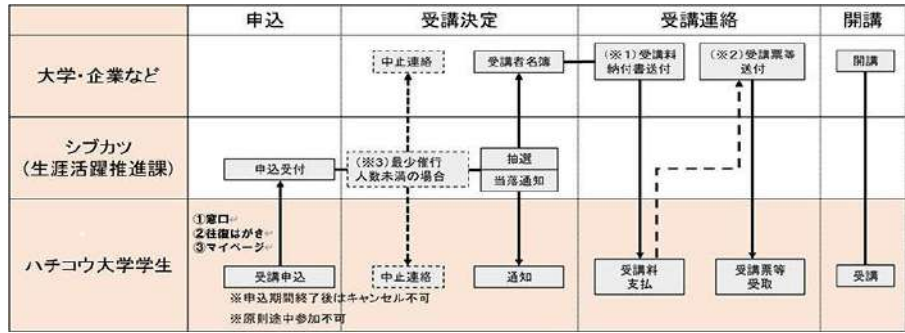 申込
受講決定
受講連絡
開講
大学・企業など
中止連絡
受講者名簿
(※1)受講料
納付書送付
(※2)受講票等
送付
開講
シブカツ
(生涯活躍推進課)
申込受付
(※3)最少催行
人数未満の場合
抽選
当落通知
①窓口
②往復はがき
③マイページ
ハチコウ大学学生
受講申込
中止連絡
通知
受講料
支払
受講票等
受取
受講
※申込期間終了後はキャンセル不可
※原則途中参加不可